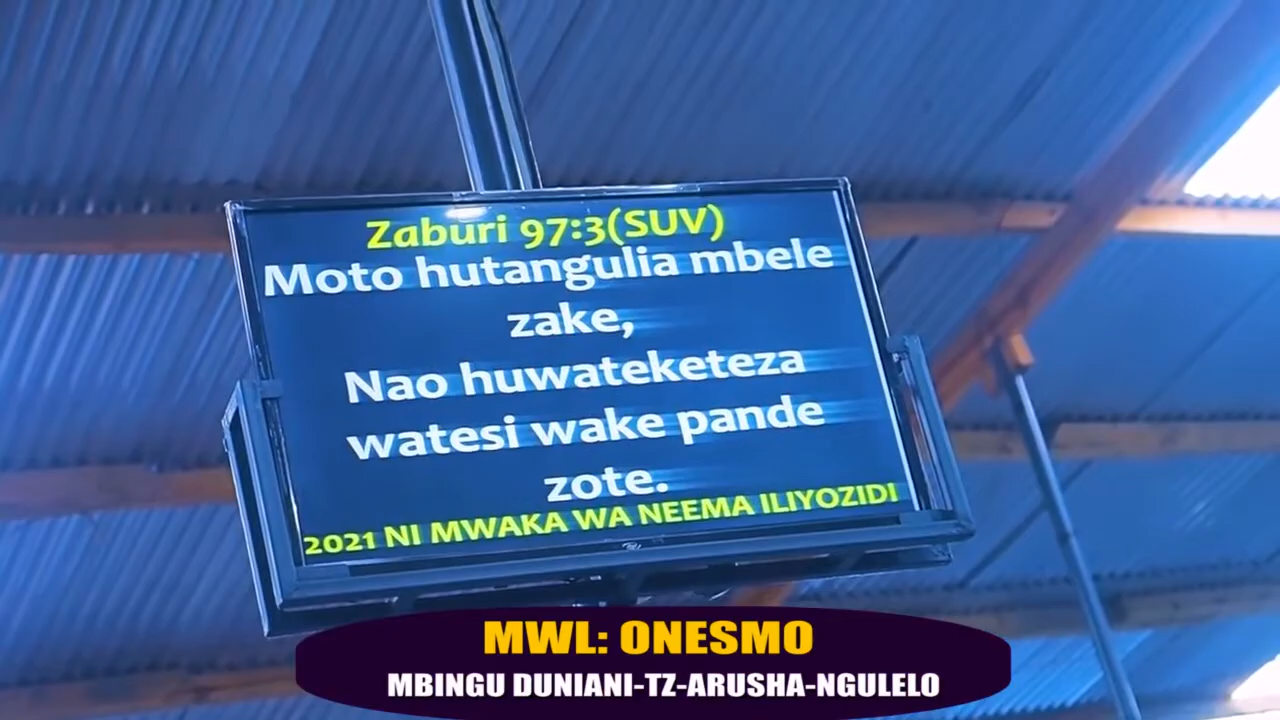 Zaburi 97:3(SUV)
Moto hutangulia mbele
zake,
Nao huwateketeza
watesi wake pande
zote.
2021 NI MWAKA WA NEEMA ILIYOZIDI
MWL: ONESMO
MBINGU DUNIANI-TZ-ARUSHA-NGULELO